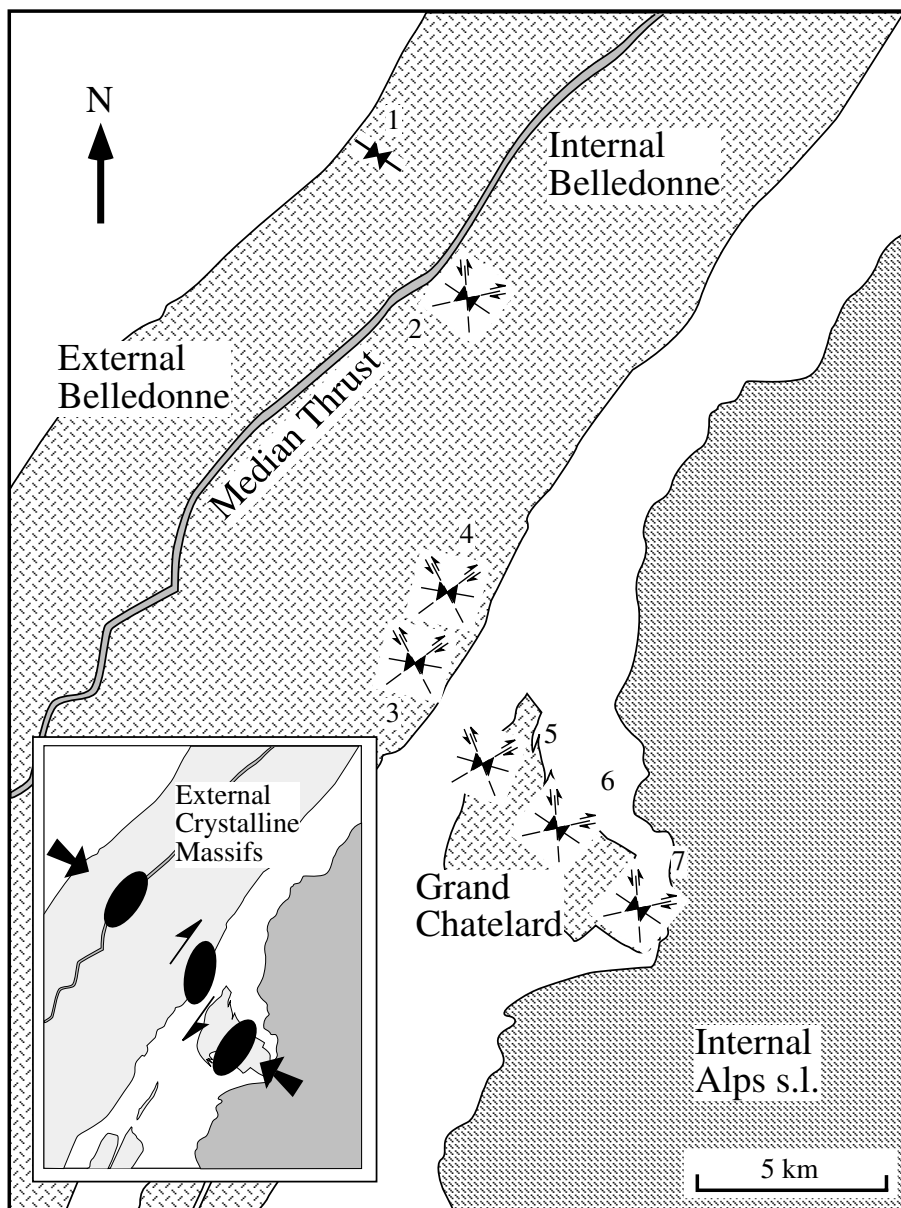 N
1
Internal
Belledonne
2
External
Belledonne
Median Thrust
4
3
5
6
7
Grand
Chatelard
External
Crystalline
Massifs
Internal
Alps s.l.
5 km